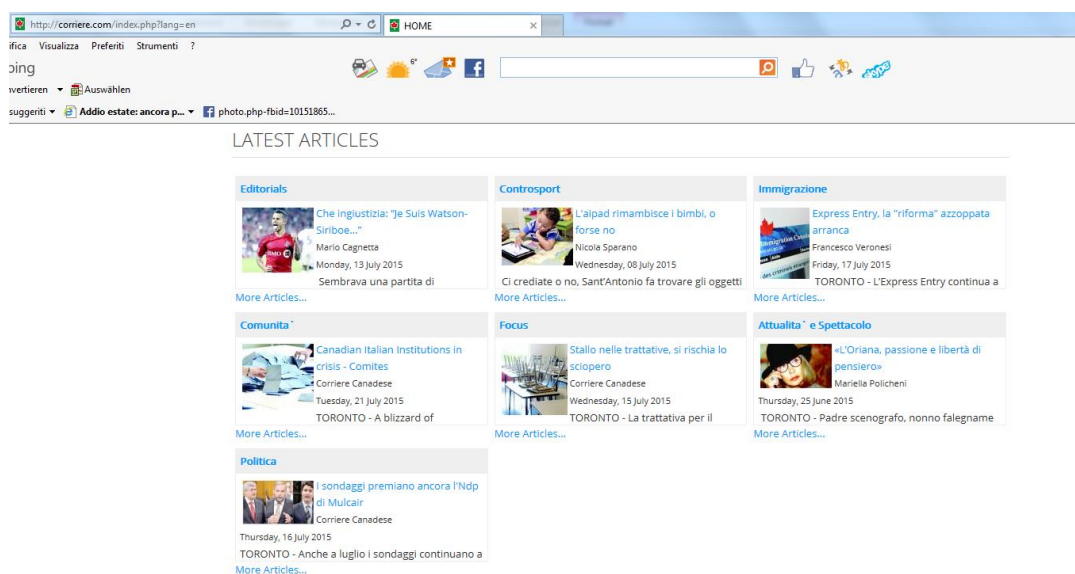 http://corriere.com/index.php?lang=en
HOME
ifica Visualizza Preferiti Strumenti ?
oing
6°
nvertieren Auswählen
suggeriti Addio estate: ancora p... photo.php-fbid=10151865...
LATEST ARTICLES
Editorials
Che ingiustizia: "Je Suis Watson-
Siriboe..."
Mario Cagnetta
Monday, 13 July 2015
Sembrava una partita di
More Articles...
Controsport
L'aipad rimambisce i bimbi, o
forse no
Nicola Sparano
Wednesday, 08 July 2015
Ci crediate o no, Sant'Antonio fa trovare gli oggetti
More Articles...
Immigrazione
Express Entry, la "riforma" azzoppata
arranca
Francesco Veronesi
Friday, 17 July 2015
TORONTO - L'Express Entry continua a
More Articles...
Comunita`
Canadian Italian Institutions in
crisis - Comites
Corriere Canadese
Tuesday, 21 July 2015
TORONTO - A blizzard of
More Articles...
Focus
Stallo nelle trattative, si rischia lo
sciopero
Corriere Canadese
Wednesday, 15 July 2015
TORONTO - La trattativa per il
More Articles...
Attualita` e Spettacolo
«L'Oriana, passione e libertà di
pensiero»
Mariella Policheni
Thursday, 25 June 2015
TORONTO - Padre scenografo, nonno falegname
More Articles...
Politica
I sondaggi premiano ancora l'Ndp
di Mulcair
Corriere Canadese
Thursday, 16 July 2015
TORONTO - Anche a luglio i sondaggi continuano a
More Articles...